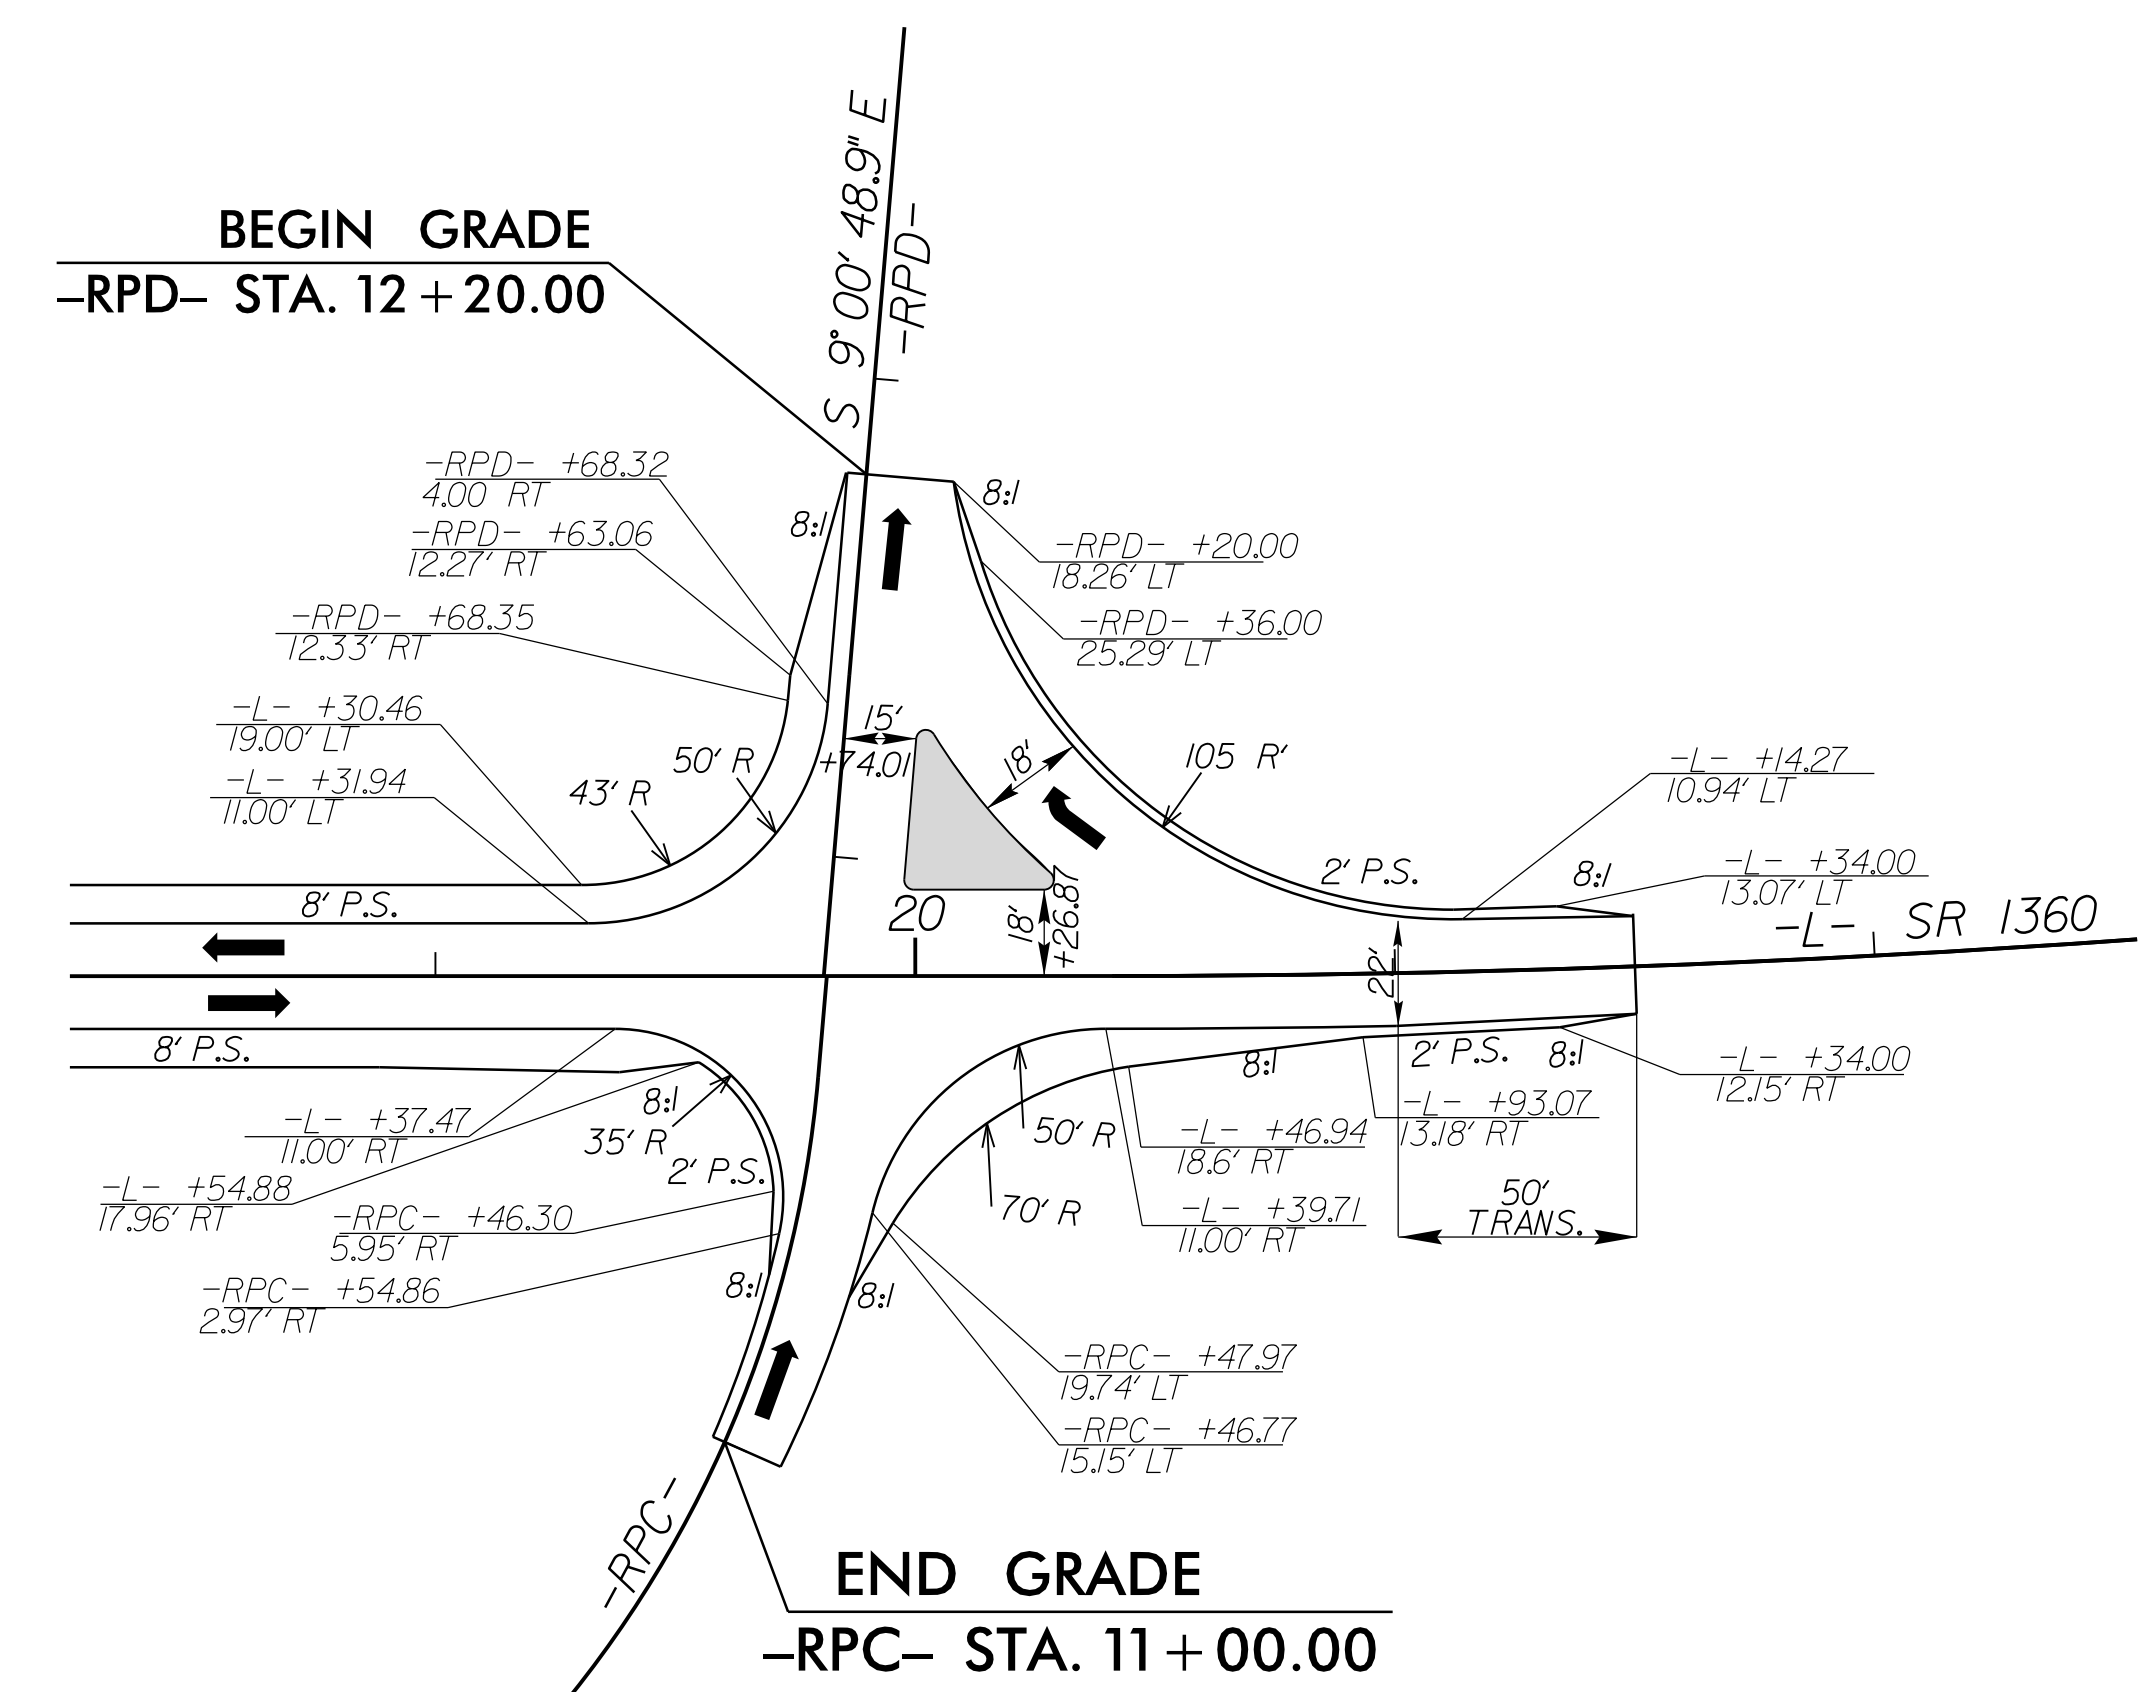 S 9° 00' 48.9" E
-RPD-
BEGIN GRADE
-RPD- STA. 12+20.00
-RPD- +68.32
4.00 RT
8:1
8:1
-RPD- +63.06
12.27' RT
-RPD- +20.00
18.26' LT
-RPD- +68.35
12.33' RT
-RPD- +36.00
25.29' LT
-L- +30.46
19.00' LT
15'
+74.01
18'
50' R
105 R'
-L- +14.27
10.94' LT
-L- +31.94
11.00' LT
43' R
2' P.S.
8:1
-L- +34.00
13.07' LT
8' P.S.
20
18'
+26.87
-L- SR 1360
22'
8' P.S.
2' P.S.
8:1
8:1
-L- +34.00
12.15' RT
8:1
35' R
-L- +37.47
11.00' RT
50' R
-L- +46.94
18.6' RT
-L- +93.07
13.18' RT
2' P.S.
-L- +54.88
17.96' RT
-RPC- +46.30
5.95' RT
70' R
-L- +39.71
11.00' RT
50'
TRANS.
-RPC- +54.86
2.97' RT
8:1
8:1
-RPC- +47.97
19.74' LT
-RPC- +46.77
15.15' LT
-RPC-
END GRADE
-RPC- STA. 11+00.00